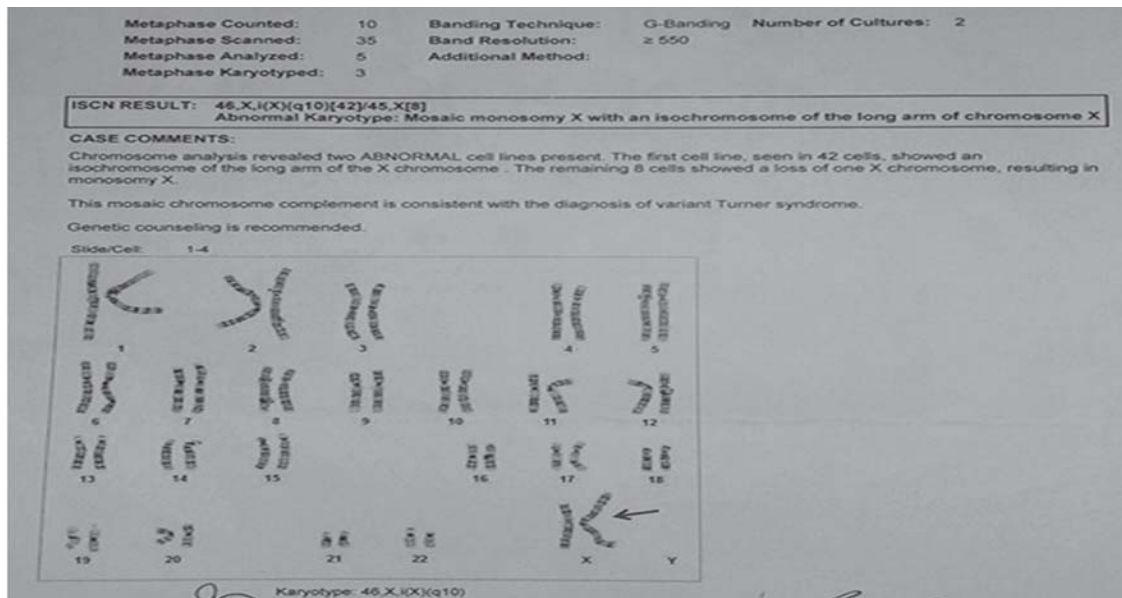 Metaphase Counted: 10 Banding Technique: G-Banding Number of Cultures: 2
Metaphase Scanned: 35 Band Resolution: ≥ 550
Metaphase Analyzed: 5 Additional Method:
Metaphase Karyotyped: 3
ISCN RESULT: 46,X,i(X)(q10)[42]/45,X[8]
Abnormal Karyotype: Mosaic monosomy X with an isochromosome of the long arm of chromosome X
CASE COMMENTS:
Chromosome analysis revealed two ABNORMAL cell lines present. The first cell line, seen in 42 cells, showed an
isochromosome of the long arm of the X chromosome . The remaining 8 cells showed a loss of one X chromosome, resulting in
monosomy X.
This mosaic chromosome complement is consistent with the diagnosis of variant Turner syndrome.
Genetic counseling is recommended.
Slide/Cell: 1-4
1 2 3 4 5
6 7 8 9 10 11 12
13 14 15 16 17 18
19 20 21 22 X Y
Karyotype: 46,X,i(X)(q10)